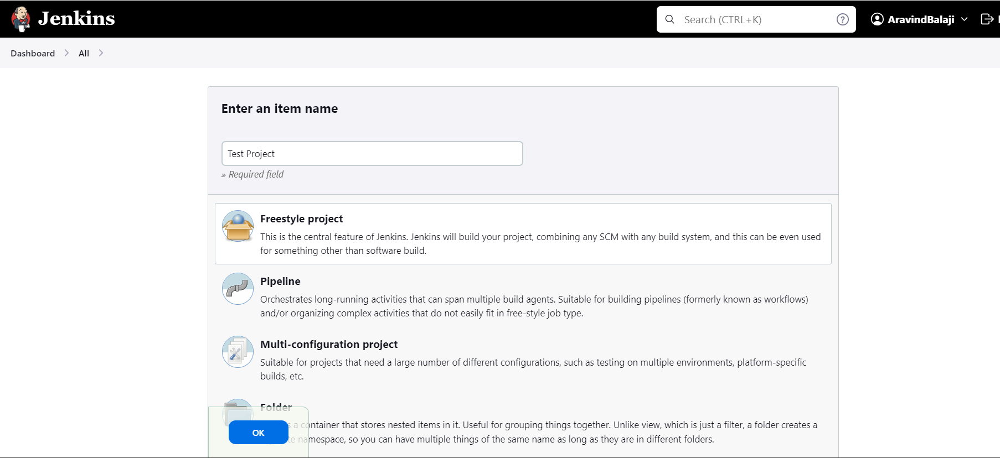 Jenkins
Search (CTRL+K)
AravindBalaji
Dashboard
All
Enter an item name
Test Project
» Required field
Freestyle project
This is the central feature of Jenkins. Jenkins will build your project, combining any SCM with any build system, and this can be even used
for something other than software build.
Pipeline
Orchestrates long-running activities that can span multiple build agents. Suitable for building pipelines (formerly known as workflows)
and/or organizing complex activities that do not easily fit in free-style job type.
Multi-configuration project
Suitable for projects that need a large number of different configurations, such as testing on multiple environments, platform-specific
builds, etc.
Folder
a container that stores nested items in it. Useful for grouping things together. Unlike view, which is just a filter, a folder creates a
namespace, so you can have multiple things of the same name as long as they are in different folders.
OK